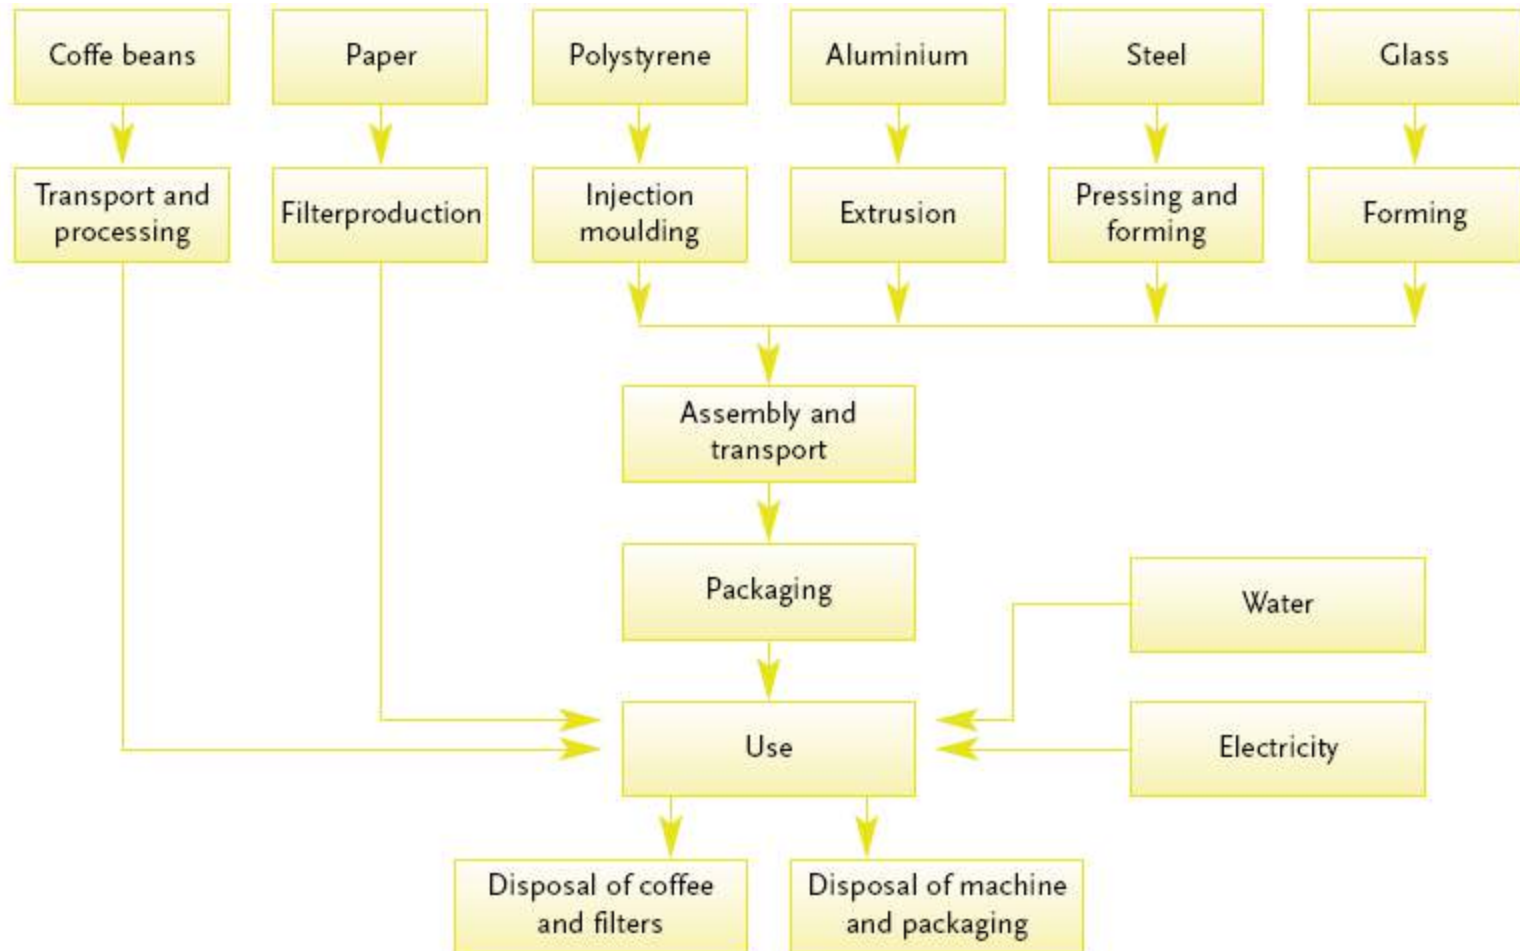 Coffe beans
Paper
Polystyrene
Aluminium
Steel
Glass
Transport and
processing
Filterproduction
Injection
moulding
Extrusion
Pressing and
forming
Forming
Assembly and
transport
Packaging
Water
Use
Electricity
Disposal of coffee
and filters
Disposal of machine
and packaging